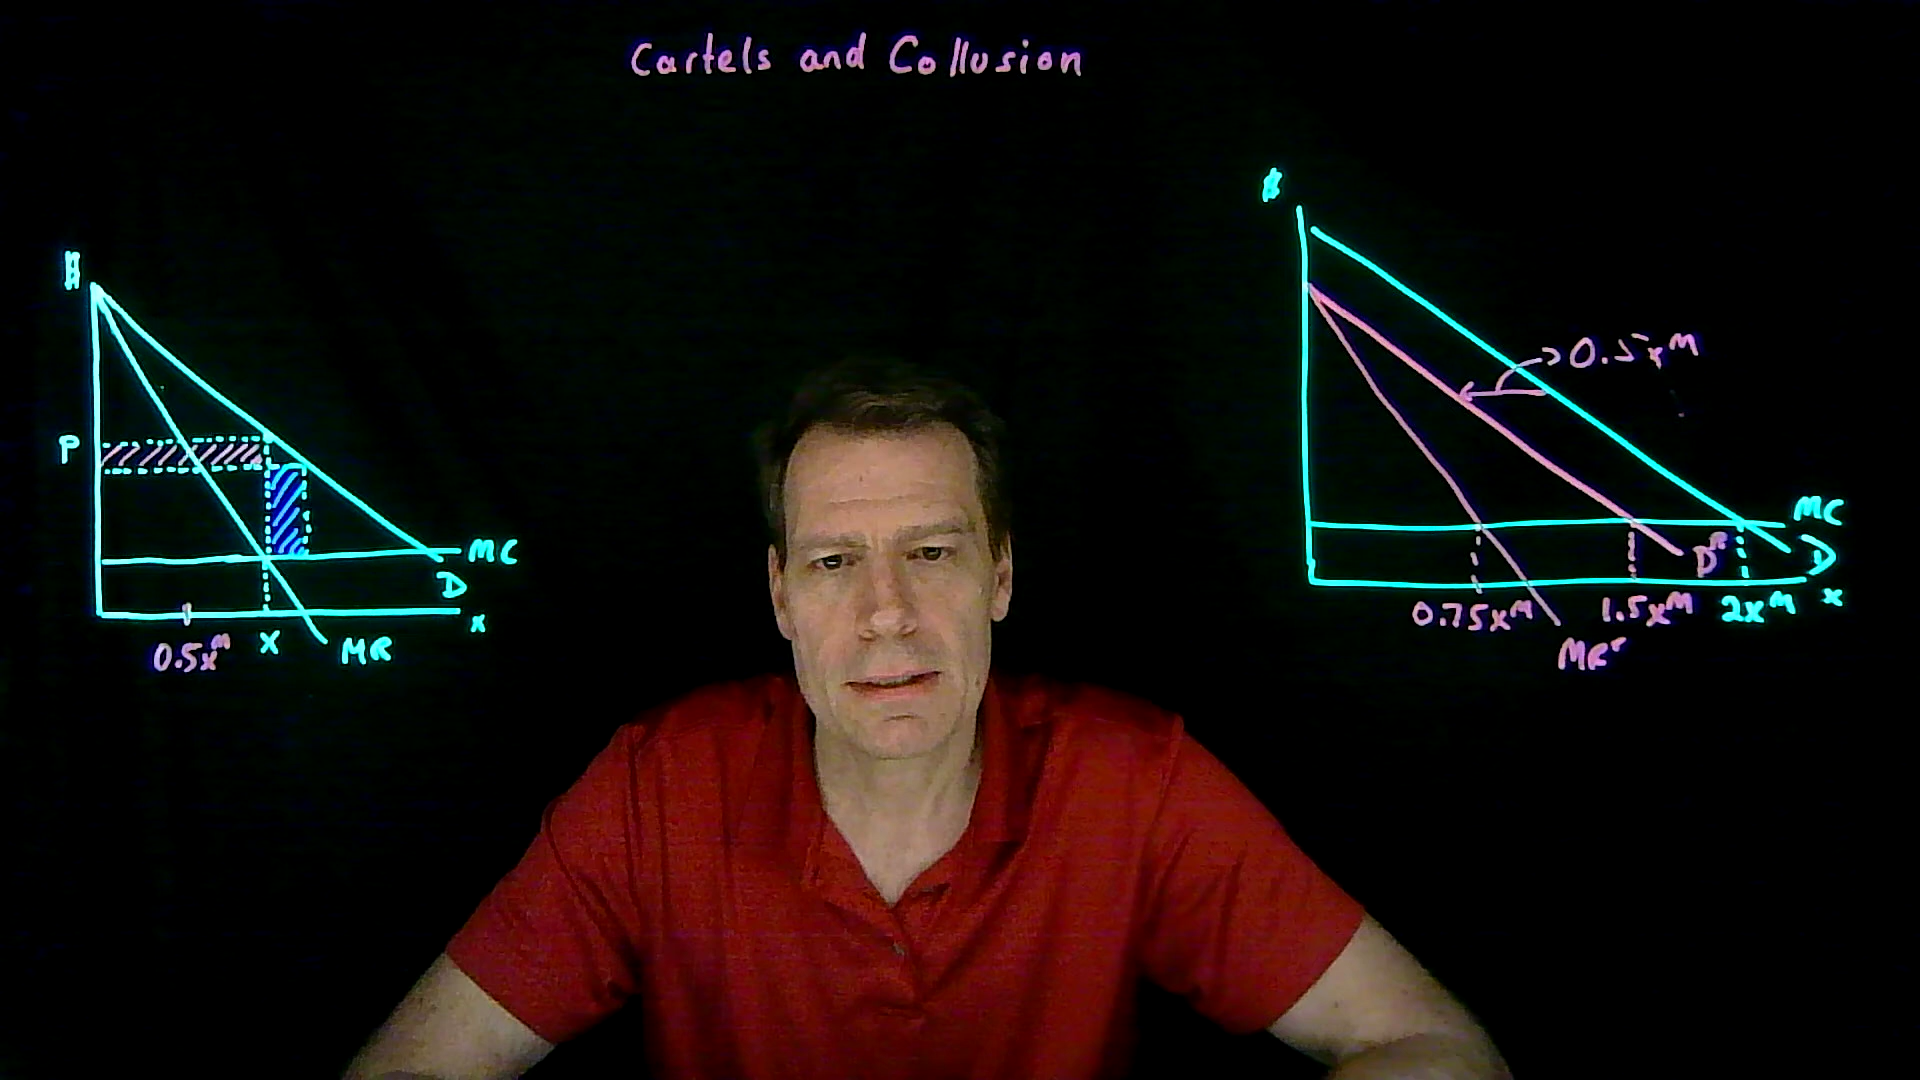 Cartels and Collusion
$
P
MC
D
x
0.5x^M
x
MR
$
0.5x^M
MC
D
D^r
x
0.75x^M
1.5x^M
2x^M
MR^r